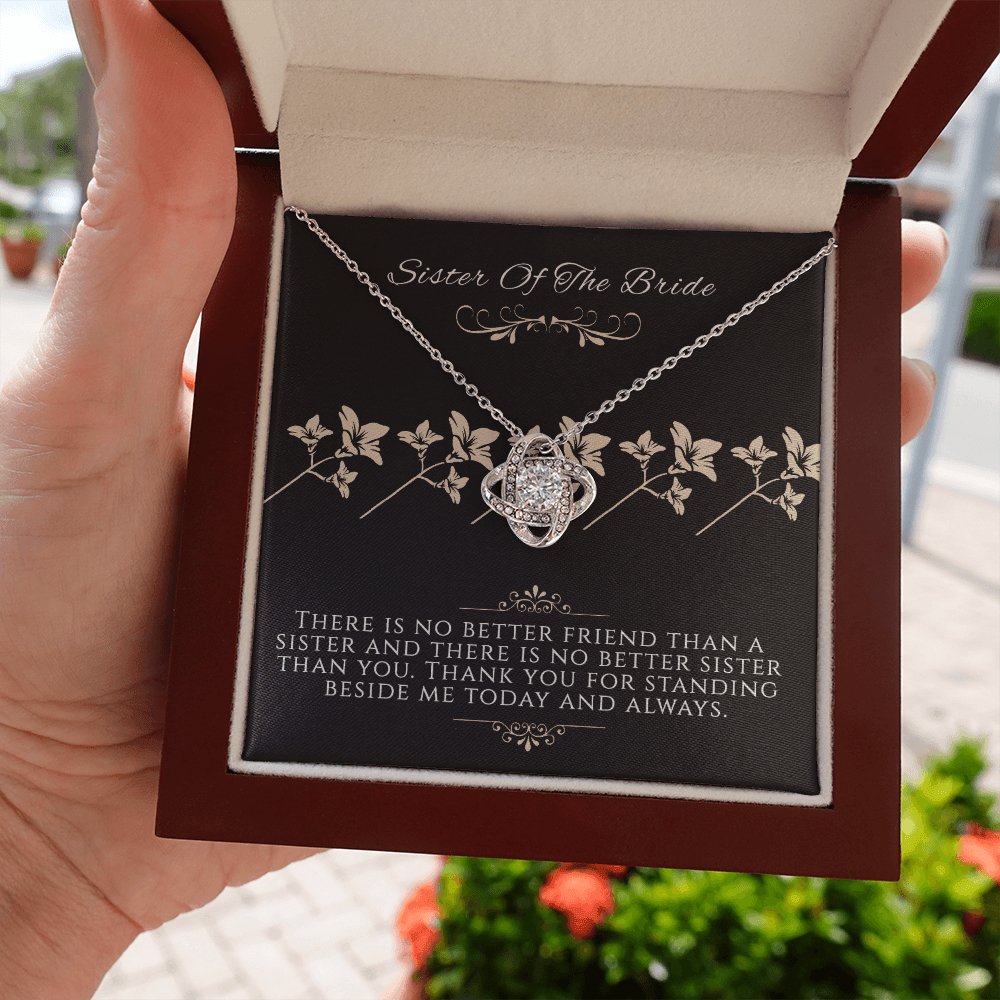 Sister Of The Bride
There is no better friend than a
sister and there is no better sister
than you. Thank you for standing
beside me today and always.